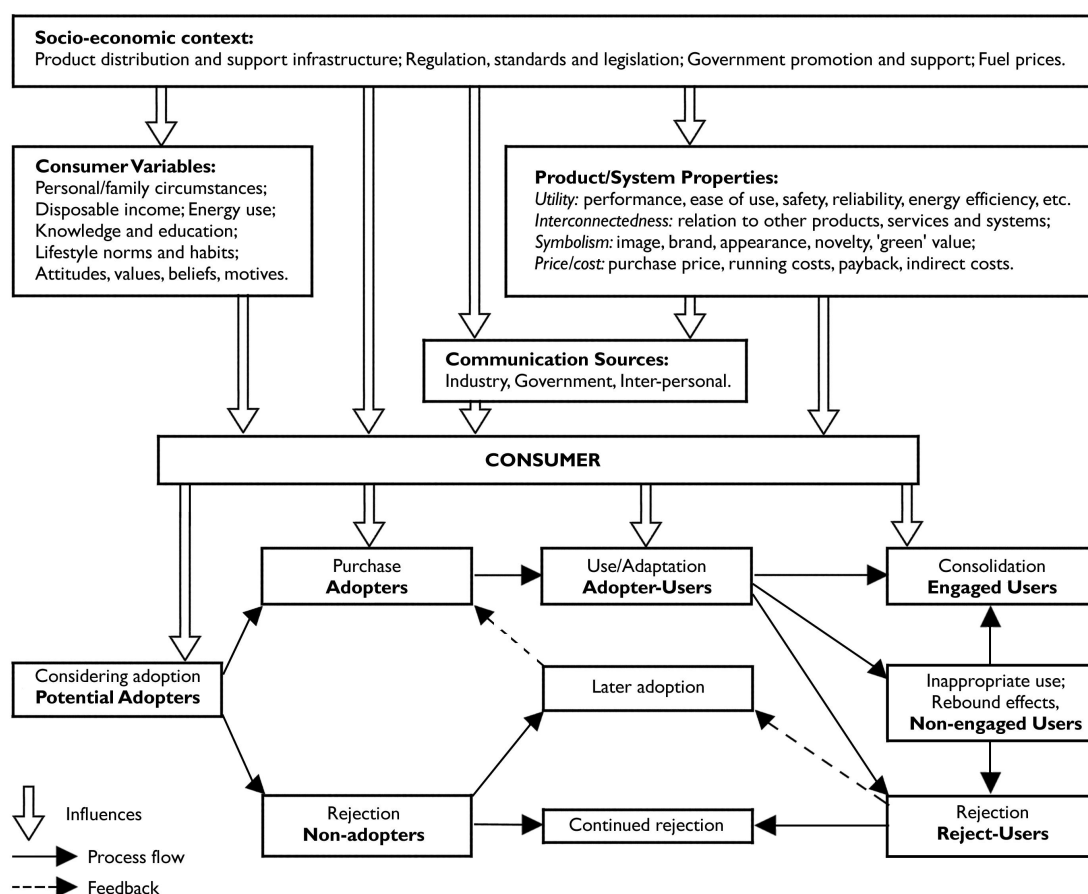 Socio-economic context:
Product distribution and support infrastructure; Regulation, standards and legislation; Government promotion and support; Fuel prices.
Consumer Variables:
Personal/family circumstances;
Disposable income; Energy use;
Knowledge and education;
Lifestyle norms and habits;
Attitudes, values, beliefs, motives.
Product/System Properties:
Utility: performance, ease of use, safety, reliability, energy efficiency, etc.
Interconnectedness: relation to other products, services and systems;
Symbolism: image, brand, appearance, novelty, 'green' value;
Price/cost: purchase price, running costs, payback, indirect costs.
Communication Sources:
Industry, Government, Inter-personal.
CONSUMER
Purchase
Adopters
Use/Adaptation
Adopter-Users
Consolidation
Engaged Users
Considering adoption
Potential Adopters
Later adoption
Inappropriate use;
Rebound effects,
Non-engaged Users
Rejection
Non-adopters
Continued rejection
Rejection
Reject-Users
Influences
Process flow
Feedback